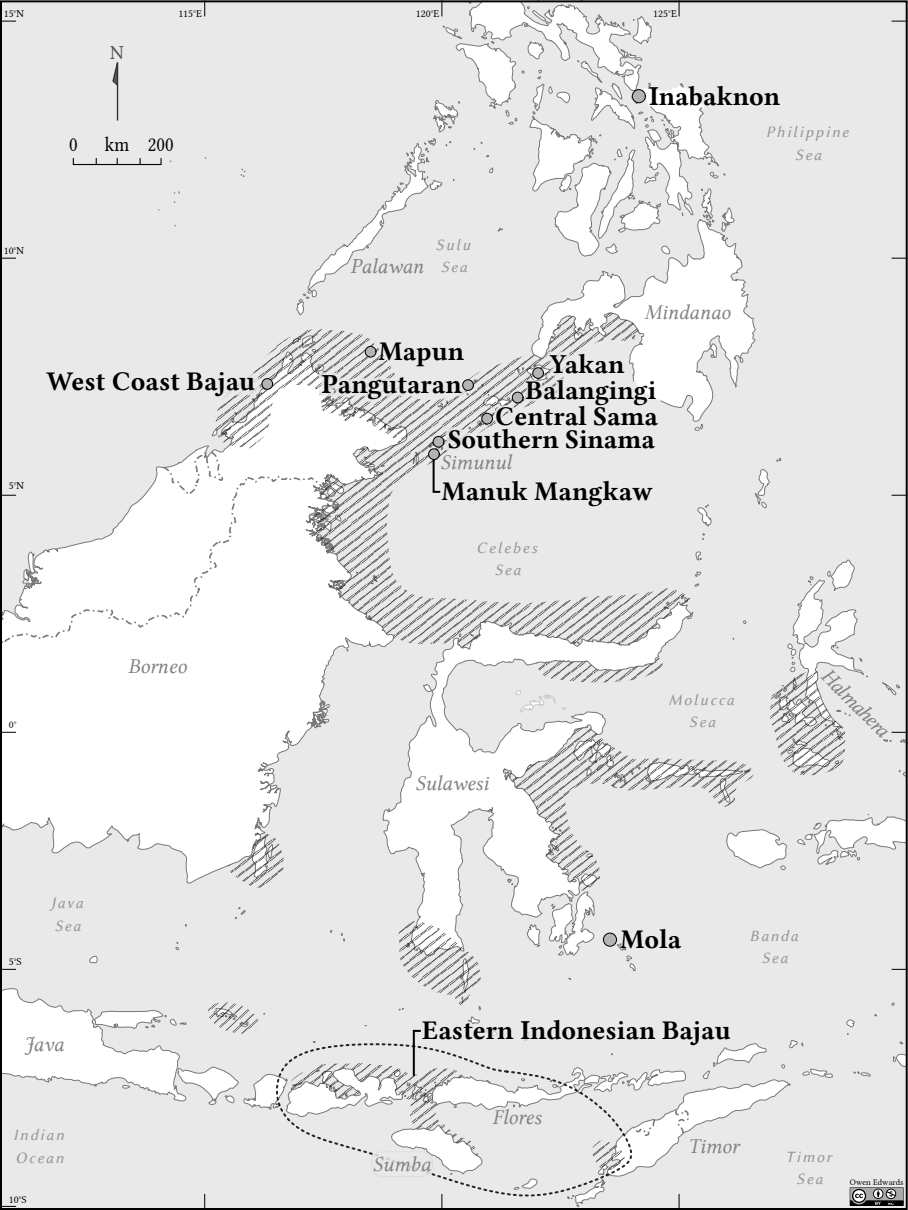 15°N
115°E
120°E
125°E
N
0 km 200
Inabaknon
Philippine
Sea
10°N
Sulu
Sea
Palawan
Mindanao
Mapun
West Coast Bajau
Pangutaran
Yakan
Balangingi
Central Sama
Southern Sinama
Simunul
Manuk Mangkaw
5°N
Celebes
Sea
Borneo
Halmahera
Molucca
Sea
0°
Sulawesi
Java
Sea
Mola
Banda
Sea
5°S
Eastern Indonesian Bajau
Java
Flores
Indian
Ocean
Timor
Sumba
Timor
Sea
10°S
Owen Edwards
cc